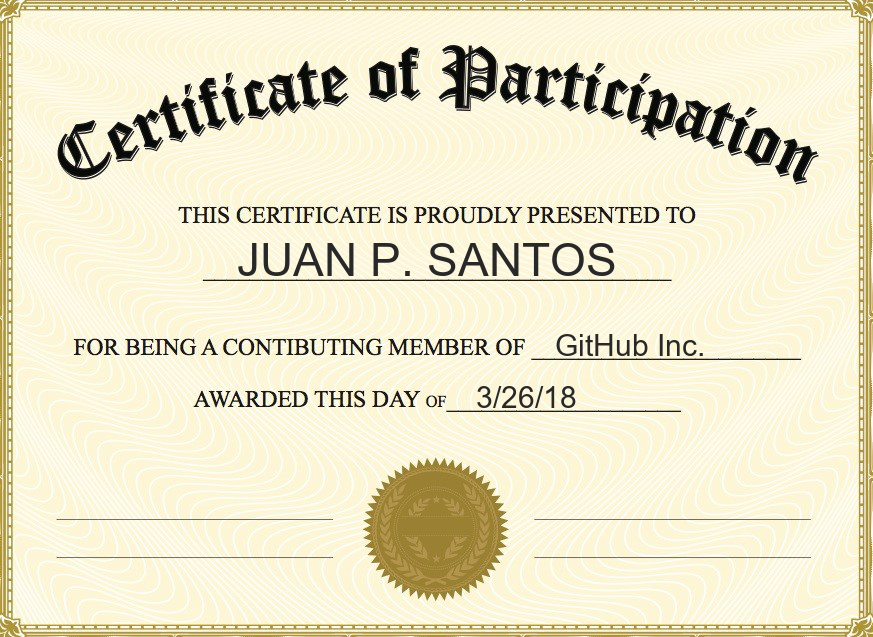 Certificate of Participation
THIS CERTIFICATE IS PROUDLY PRESENTED TO
JUAN P. SANTOS
FOR BEING A CONTIBUTING MEMBER OF GitHub Inc.
AWARDED THIS DAY OF 3/26/18